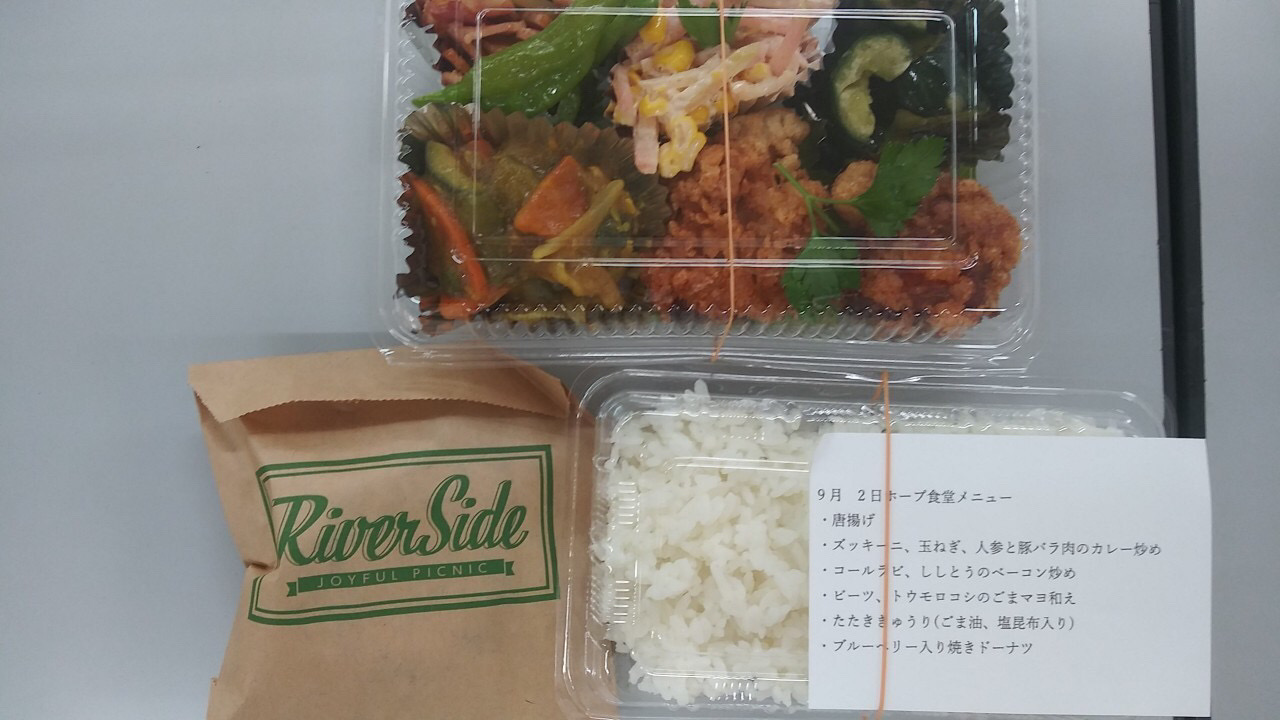 RiverSide
JOYFUL PICNIC
9月　2日ホープ食堂メニュー
・唐揚げ
・ズッキーニ、玉ねぎ、人参と豚バラ肉のカレー炒め
・コールラビ、ししとうのベーコン炒め
・ビーツ、トウモロコシのごまマヨ和え
・たたききゅうり(ごま油、塩昆布入り)
・ブルーベリー入り焼きドーナツ